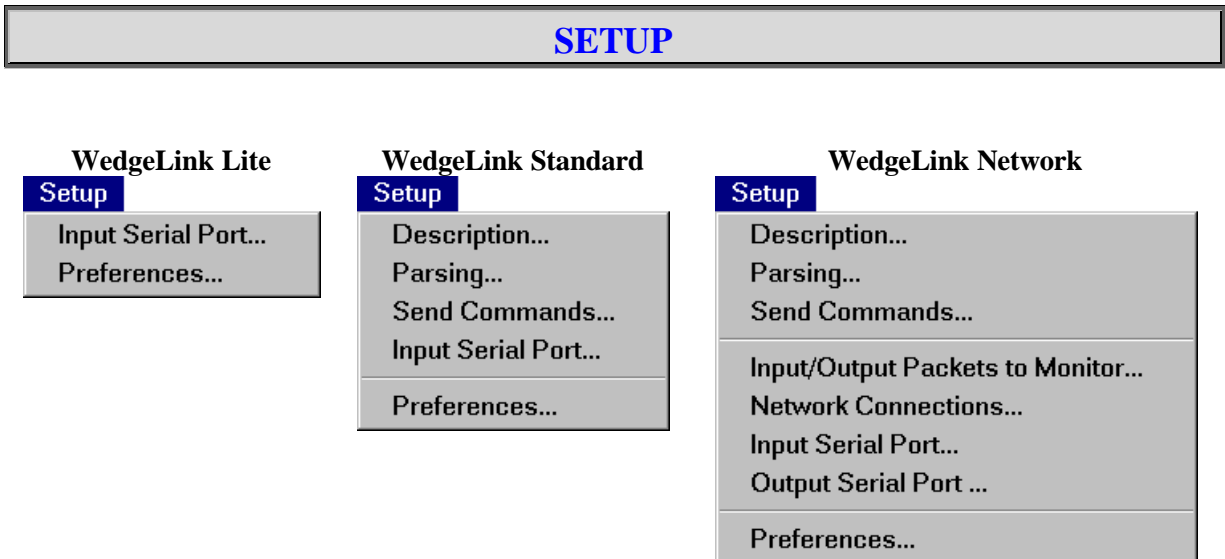 SETUP
WedgeLink Lite
Setup
Input Serial Port...
Preferences...
WedgeLink Standard
Setup
Description...
Parsing...
Send Commands...
Input Serial Port...
Preferences...
WedgeLink Network
Setup
Description...
Parsing...
Send Commands...
Input/Output Packets to Monitor...
Network Connections...
Input Serial Port...
Output Serial Port ...
Preferences...